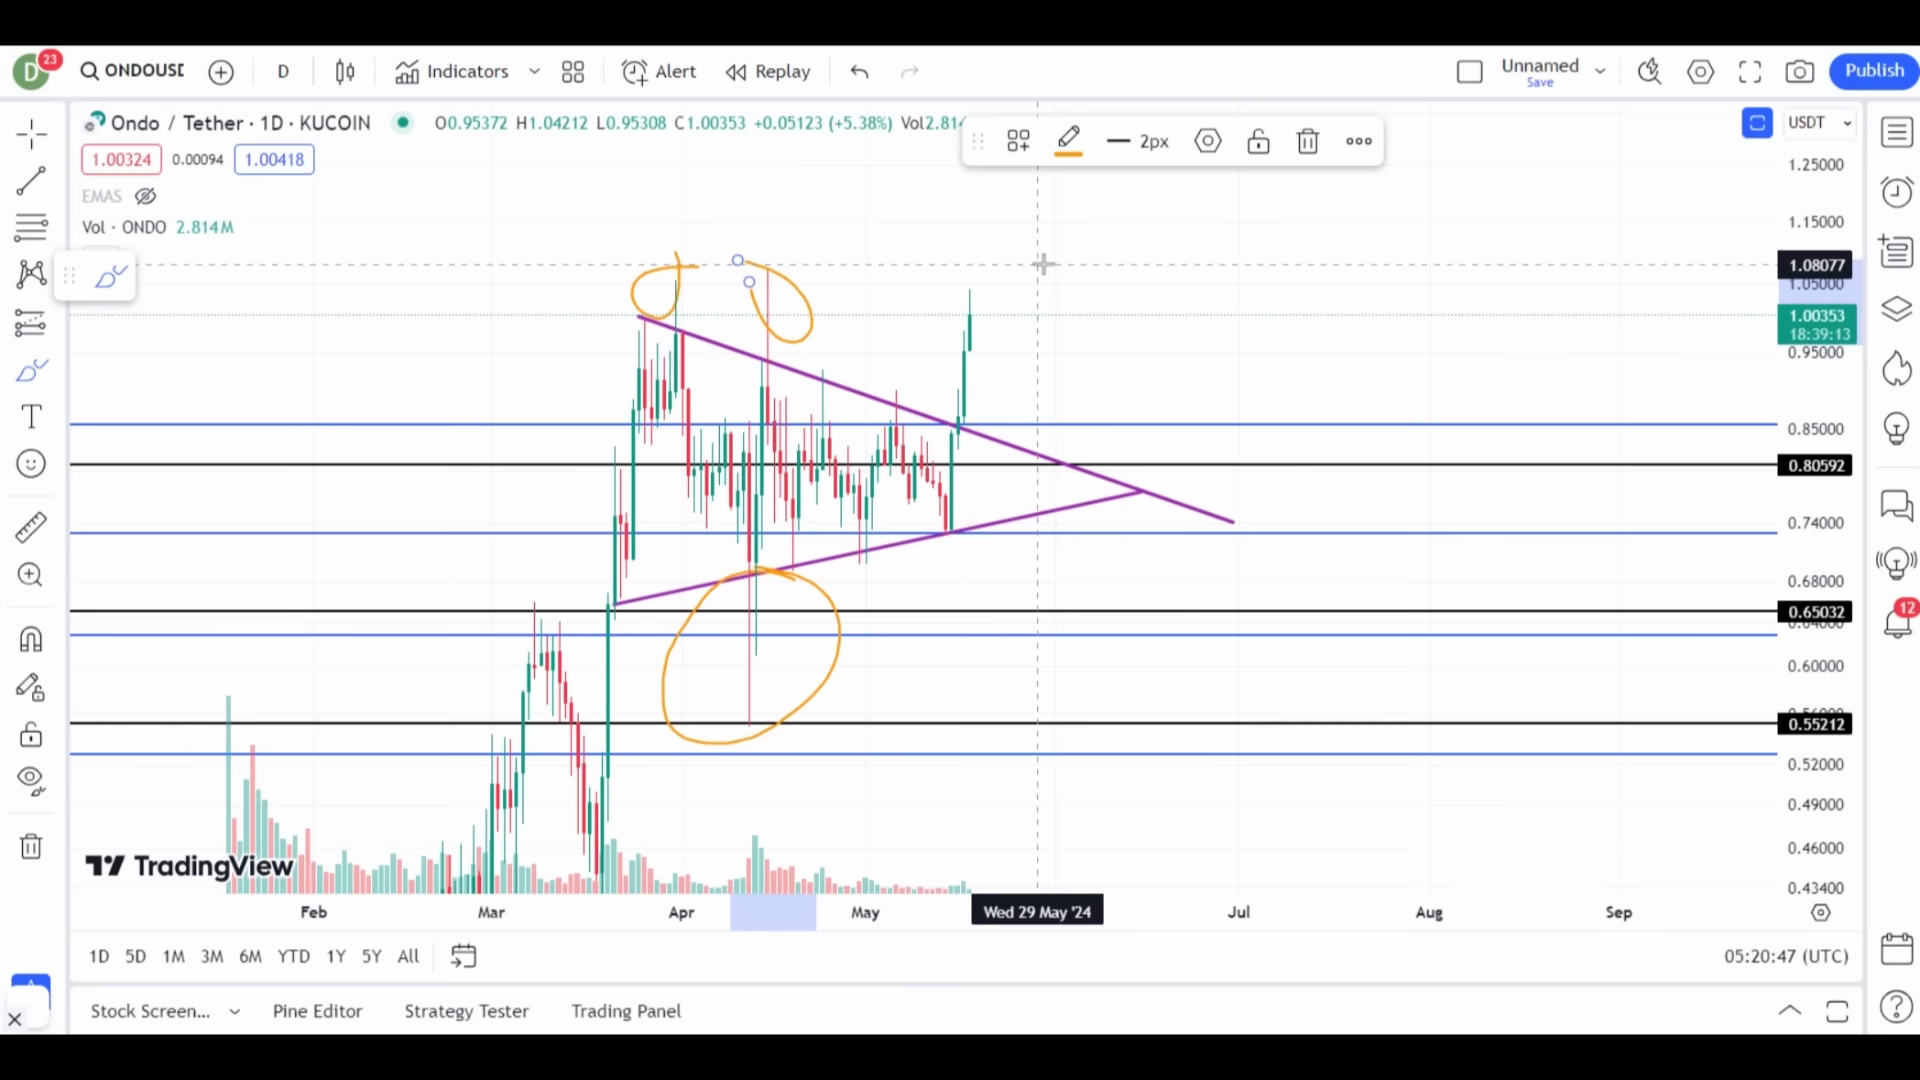 D 23 ONDOUSD D Indicators Alert Replay Unnamed Save Publish
Ondo / Tether · 1D · KUCOIN O0.95372 H1.04212 L0.95308 C1.00353 +0.05123 (+5.38%) Vol2.814
2px
USDT
1.00324 0.00094 1.00418
EMAS
Vol · ONDO 2.814M
1.25000
1.15000
1.08077
1.05000
1.00353
18:39:13
0.95000
0.85000
0.80592
0.74000
0.68000
0.65032
0.60000
0.55212
0.52000
0.49000
0.46000
0.43400
TradingView
Feb Mar Apr May Wed 29 May '24 Jul Aug Sep
1D 5D 1M 3M 6M YTD 1Y 5Y All 05:20:47 (UTC)
Stock Screen... Pine Editor Strategy Tester Trading Panel
12